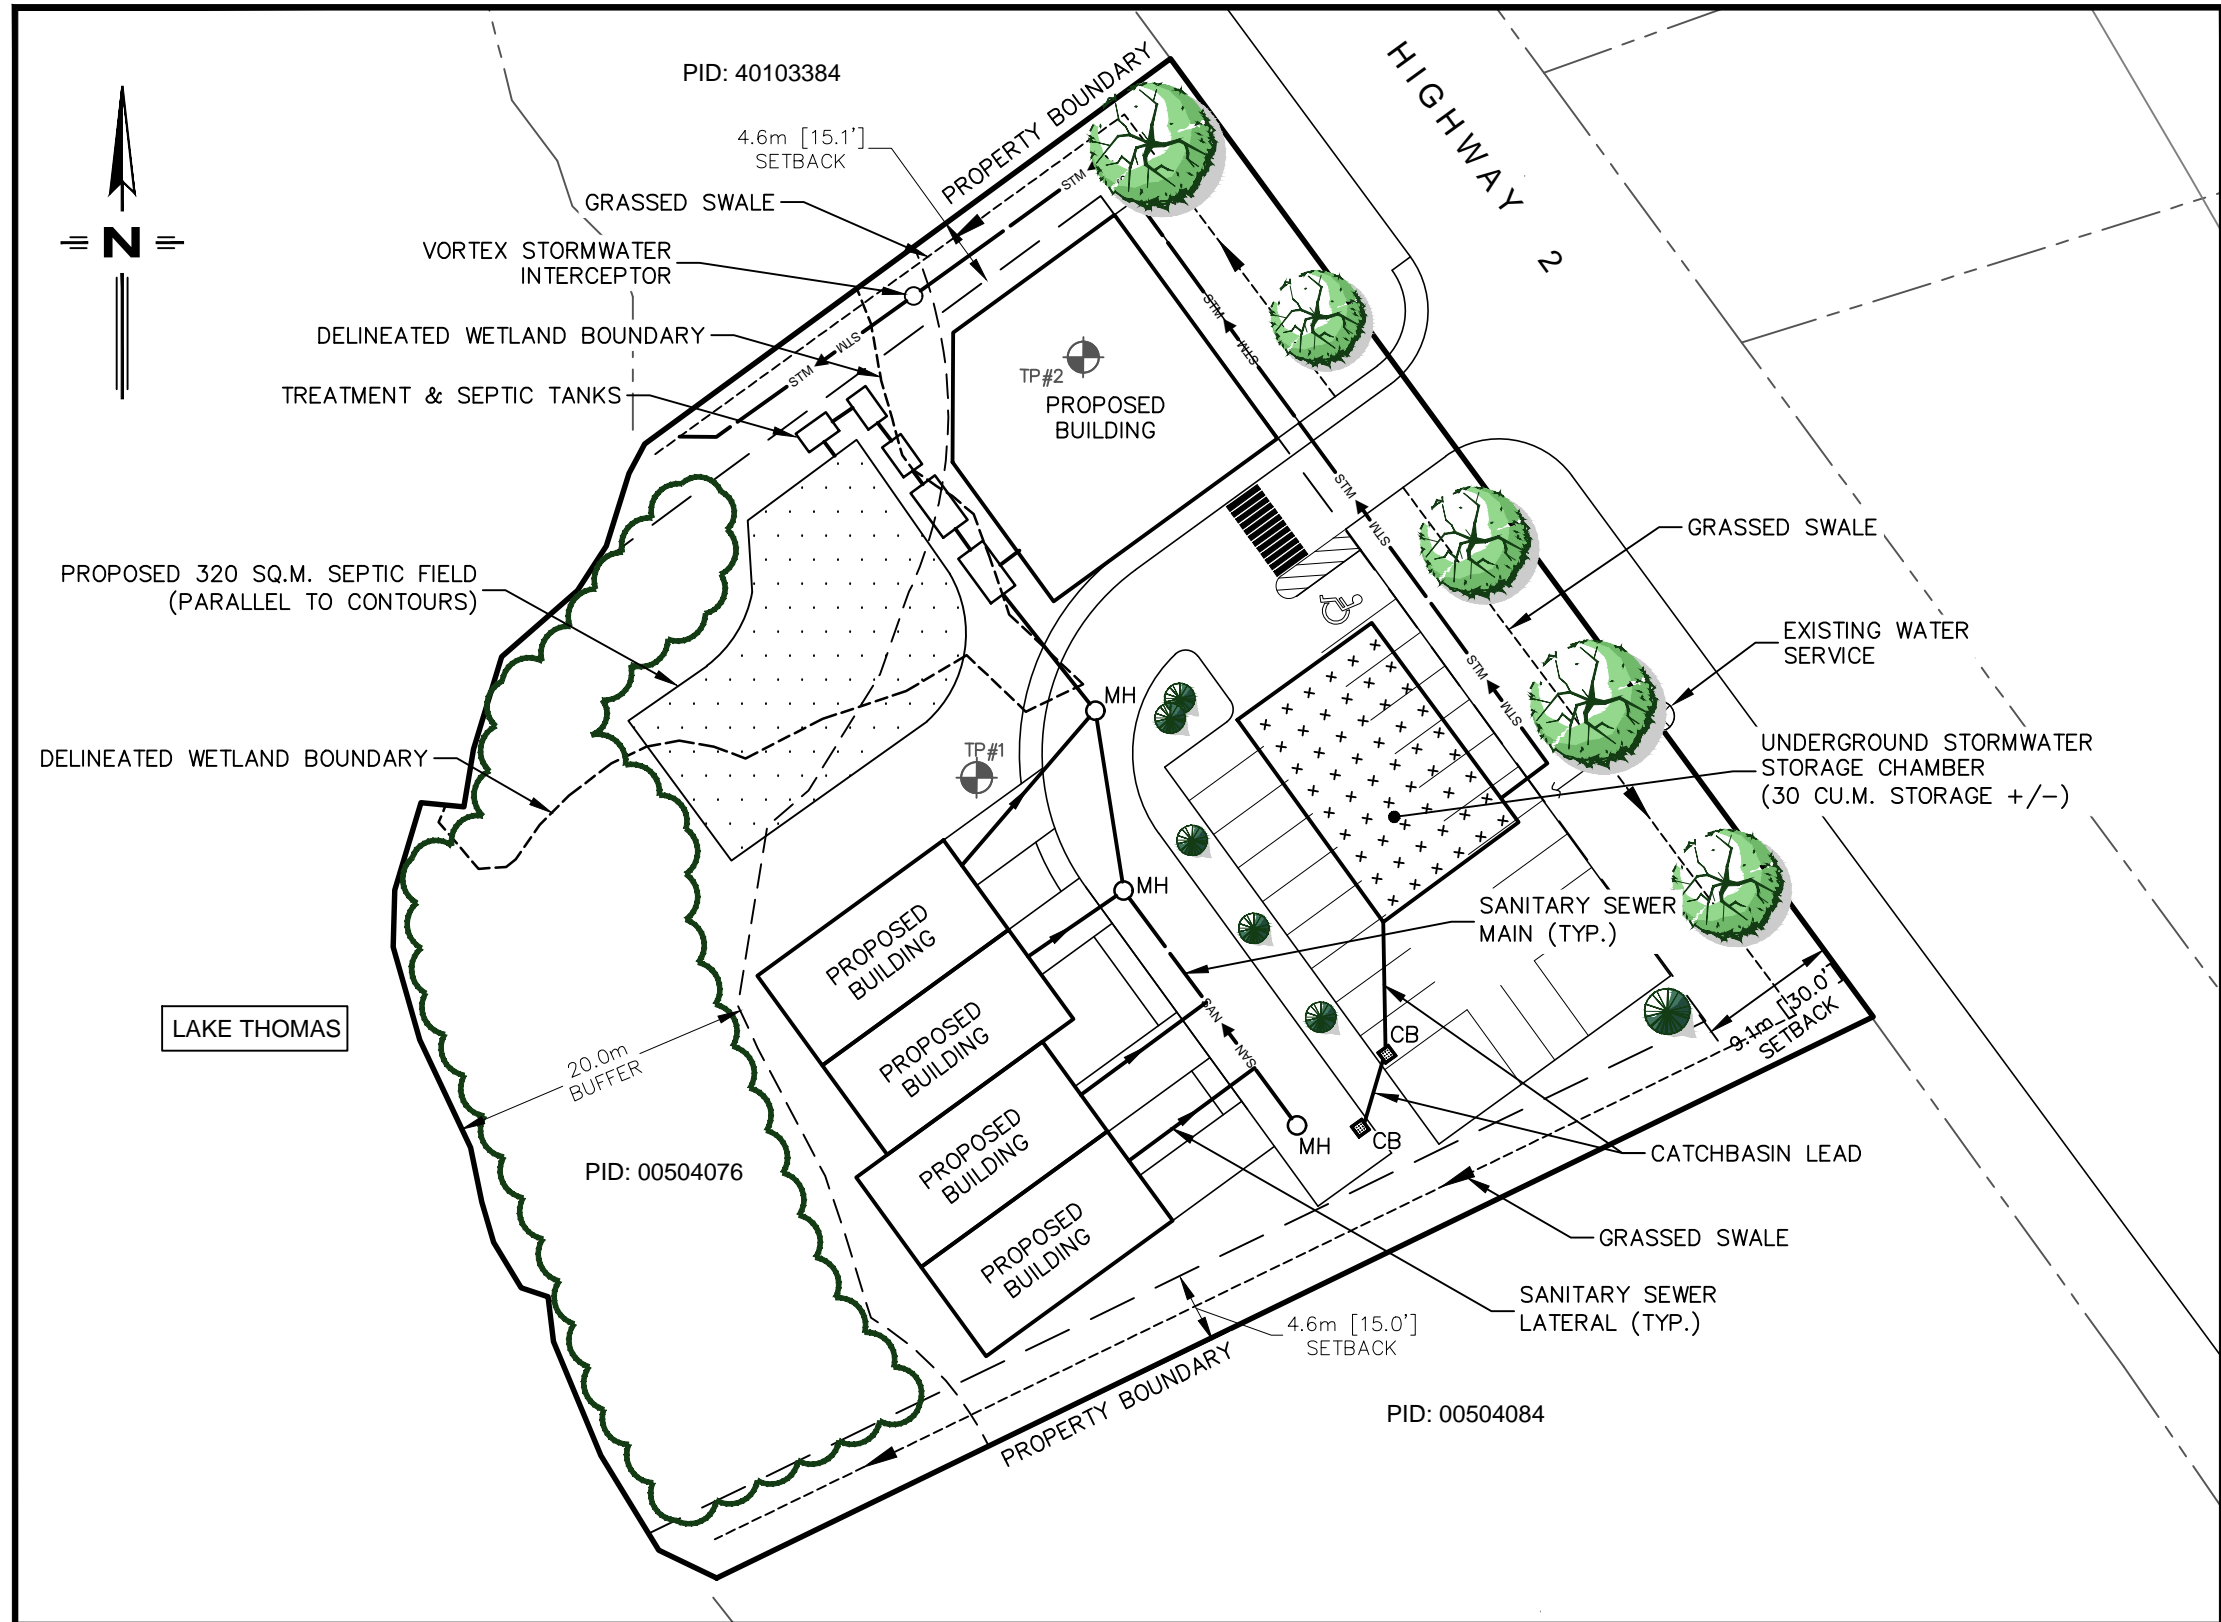 PID: 40103384
HIGHWAY 2
PROPERTY BOUNDARY
4.6m [15.1']
SETBACK
GRASSED SWALE
STM
VORTEX STORMWATER
INTERCEPTOR
N
DELINEATED WETLAND BOUNDARY
STM
STM
STM
STM
TREATMENT & SEPTIC TANKS
TP#2
PROPOSED
BUILDING
STM
STM
GRASSED SWALE
PROPOSED 320 SQ.M. SEPTIC FIELD
(PARALLEL TO CONTOURS)
EXISTING WATER
SERVICE
STM
STM
MH
DELINEATED WETLAND BOUNDARY
TP#1
UNDERGROUND STORMWATER
STORAGE CHAMBER
(30 CU.M. STORAGE +/-)
MH
SANITARY SEWER
MAIN (TYP.)
PROPOSED
BUILDING
LAKE THOMAS
SAN
SAN
CB
9.1m [30.0']
SETBACK
PROPOSED
BUILDING
20.0m
BUFFER
MH
CB
CATCHBASIN LEAD
PROPOSED
BUILDING
PID: 00504076
GRASSED SWALE
PROPOSED
BUILDING
SANITARY SEWER
LATERAL (TYP.)
4.6m [15.0']
SETBACK
PROPERTY BOUNDARY
PID: 00504084